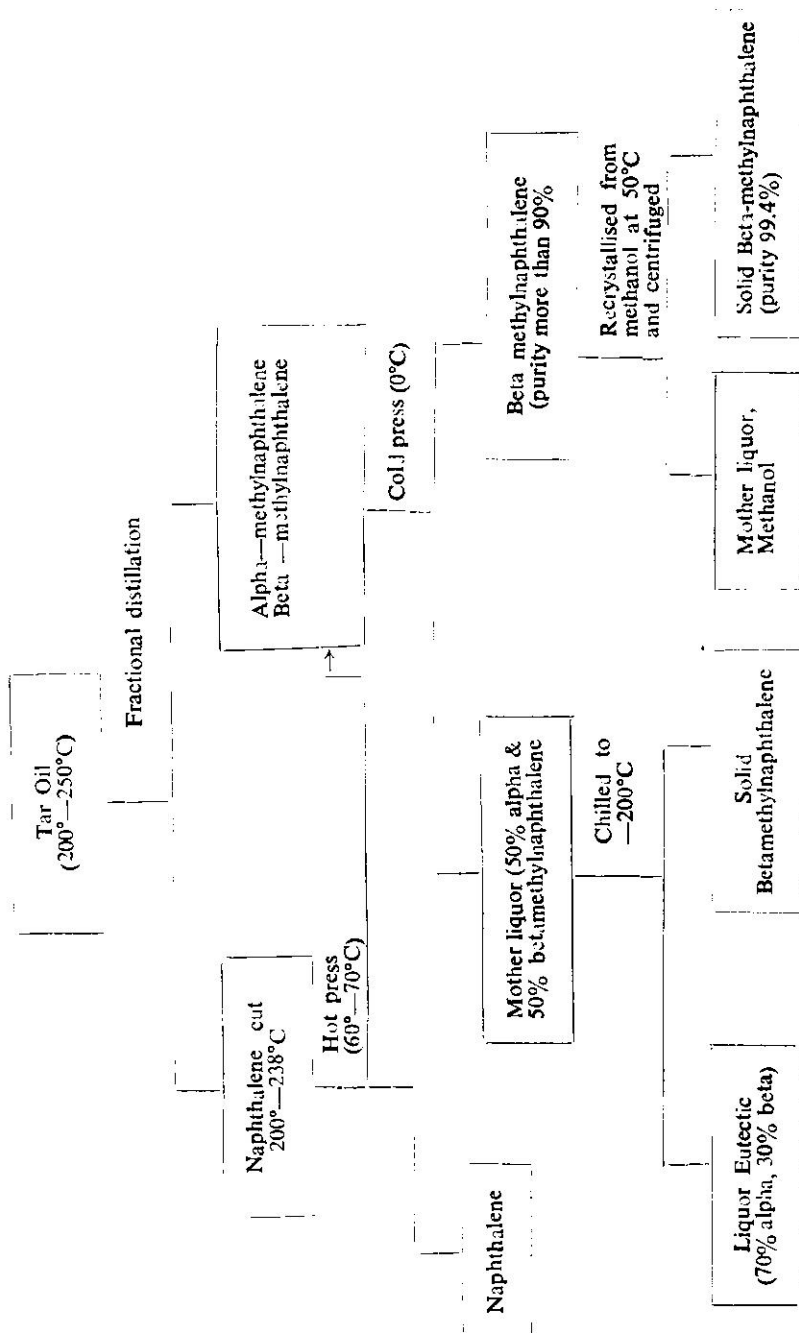 Tar Oil
(200°—250°C)
Fractional distillation
Naphthalene cut
200°—238°C
Alpha—methylnaphthalene
Beta —methylnaphthalene
Hot press
(60°—70°C)
Cold press (0°C)
Naphthalene
Mother liquor (50% alpha &
50% betamethylnaphthalene
Beta methylnaphthalene
(purity more than 90%
Chilled to
—200°C
Recrystallised from
methanol at 50°C
and centrifuged
Liquor Eutectic
(70% alpha, 30% beta)
Solid
Betamethylnaphthalene
Mother liquor,
Methanol
Solid Beta-methylnaphthalene
(purity 99.4%)